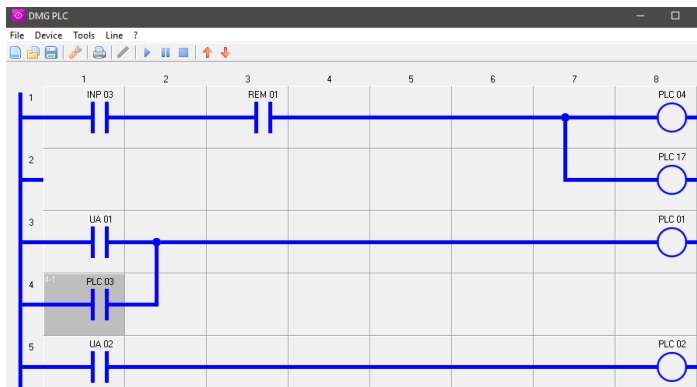 DMG PLC
File Device Tools Line ?
1 2 3 4 5 6 7 8
1 INP 03 REM 01 PLC 04
2 PLC 17
3 UA 01 PLC 01
4 4-1 PLC 03
5 UA 02 PLC 02